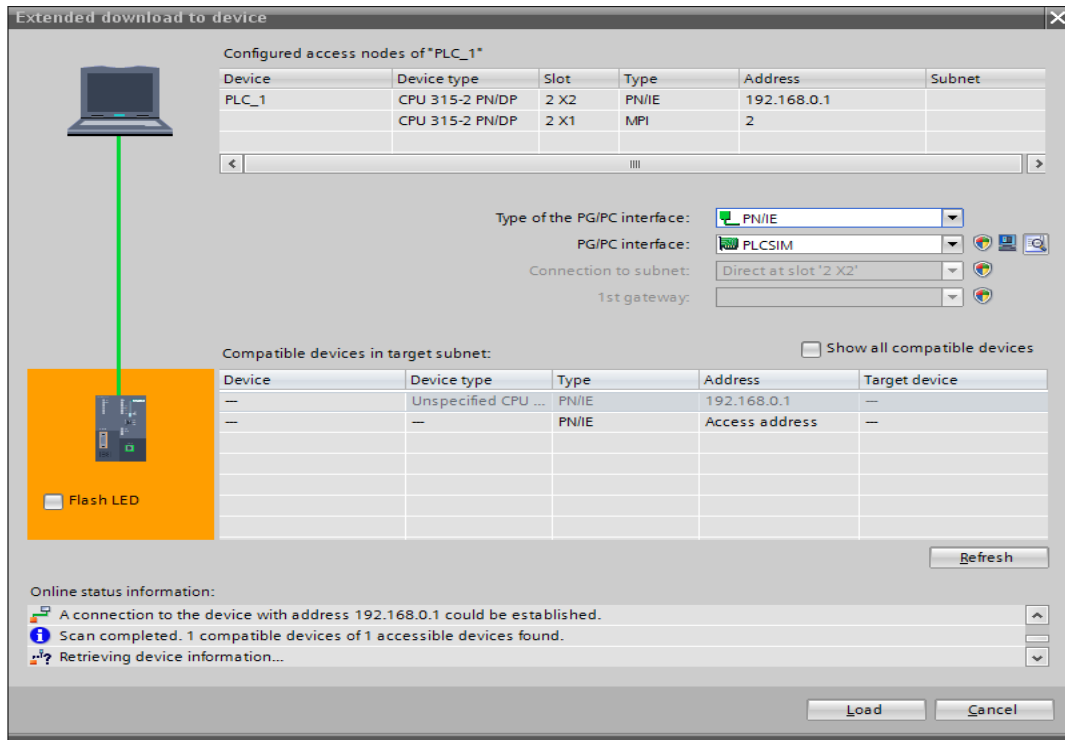 Extended download to device
Configured access nodes of "PLC_1"
Device Device type Slot Type Address Subnet
PLC_1 CPU 315-2 PN/DP 2 X2 PN/IE 192.168.0.1
CPU 315-2 PN/DP 2 X1 MPI 2
Type of the PG/PC interface: PN/IE
PG/PC interface: PLCSIM
Connection to subnet: Direct at slot '2 X2'
1st gateway:
Compatible devices in target subnet: Show all compatible devices
Device Device type Type Address Target device
— Unspecified CPU ... PN/IE 192.168.0.1 —
— — PN/IE Access address —
Flash LED
Refresh
Online status information:
A connection to the device with address 192.168.0.1 could be established.
Scan completed. 1 compatible devices of 1 accessible devices found.
Retrieving device information...
Load Cancel